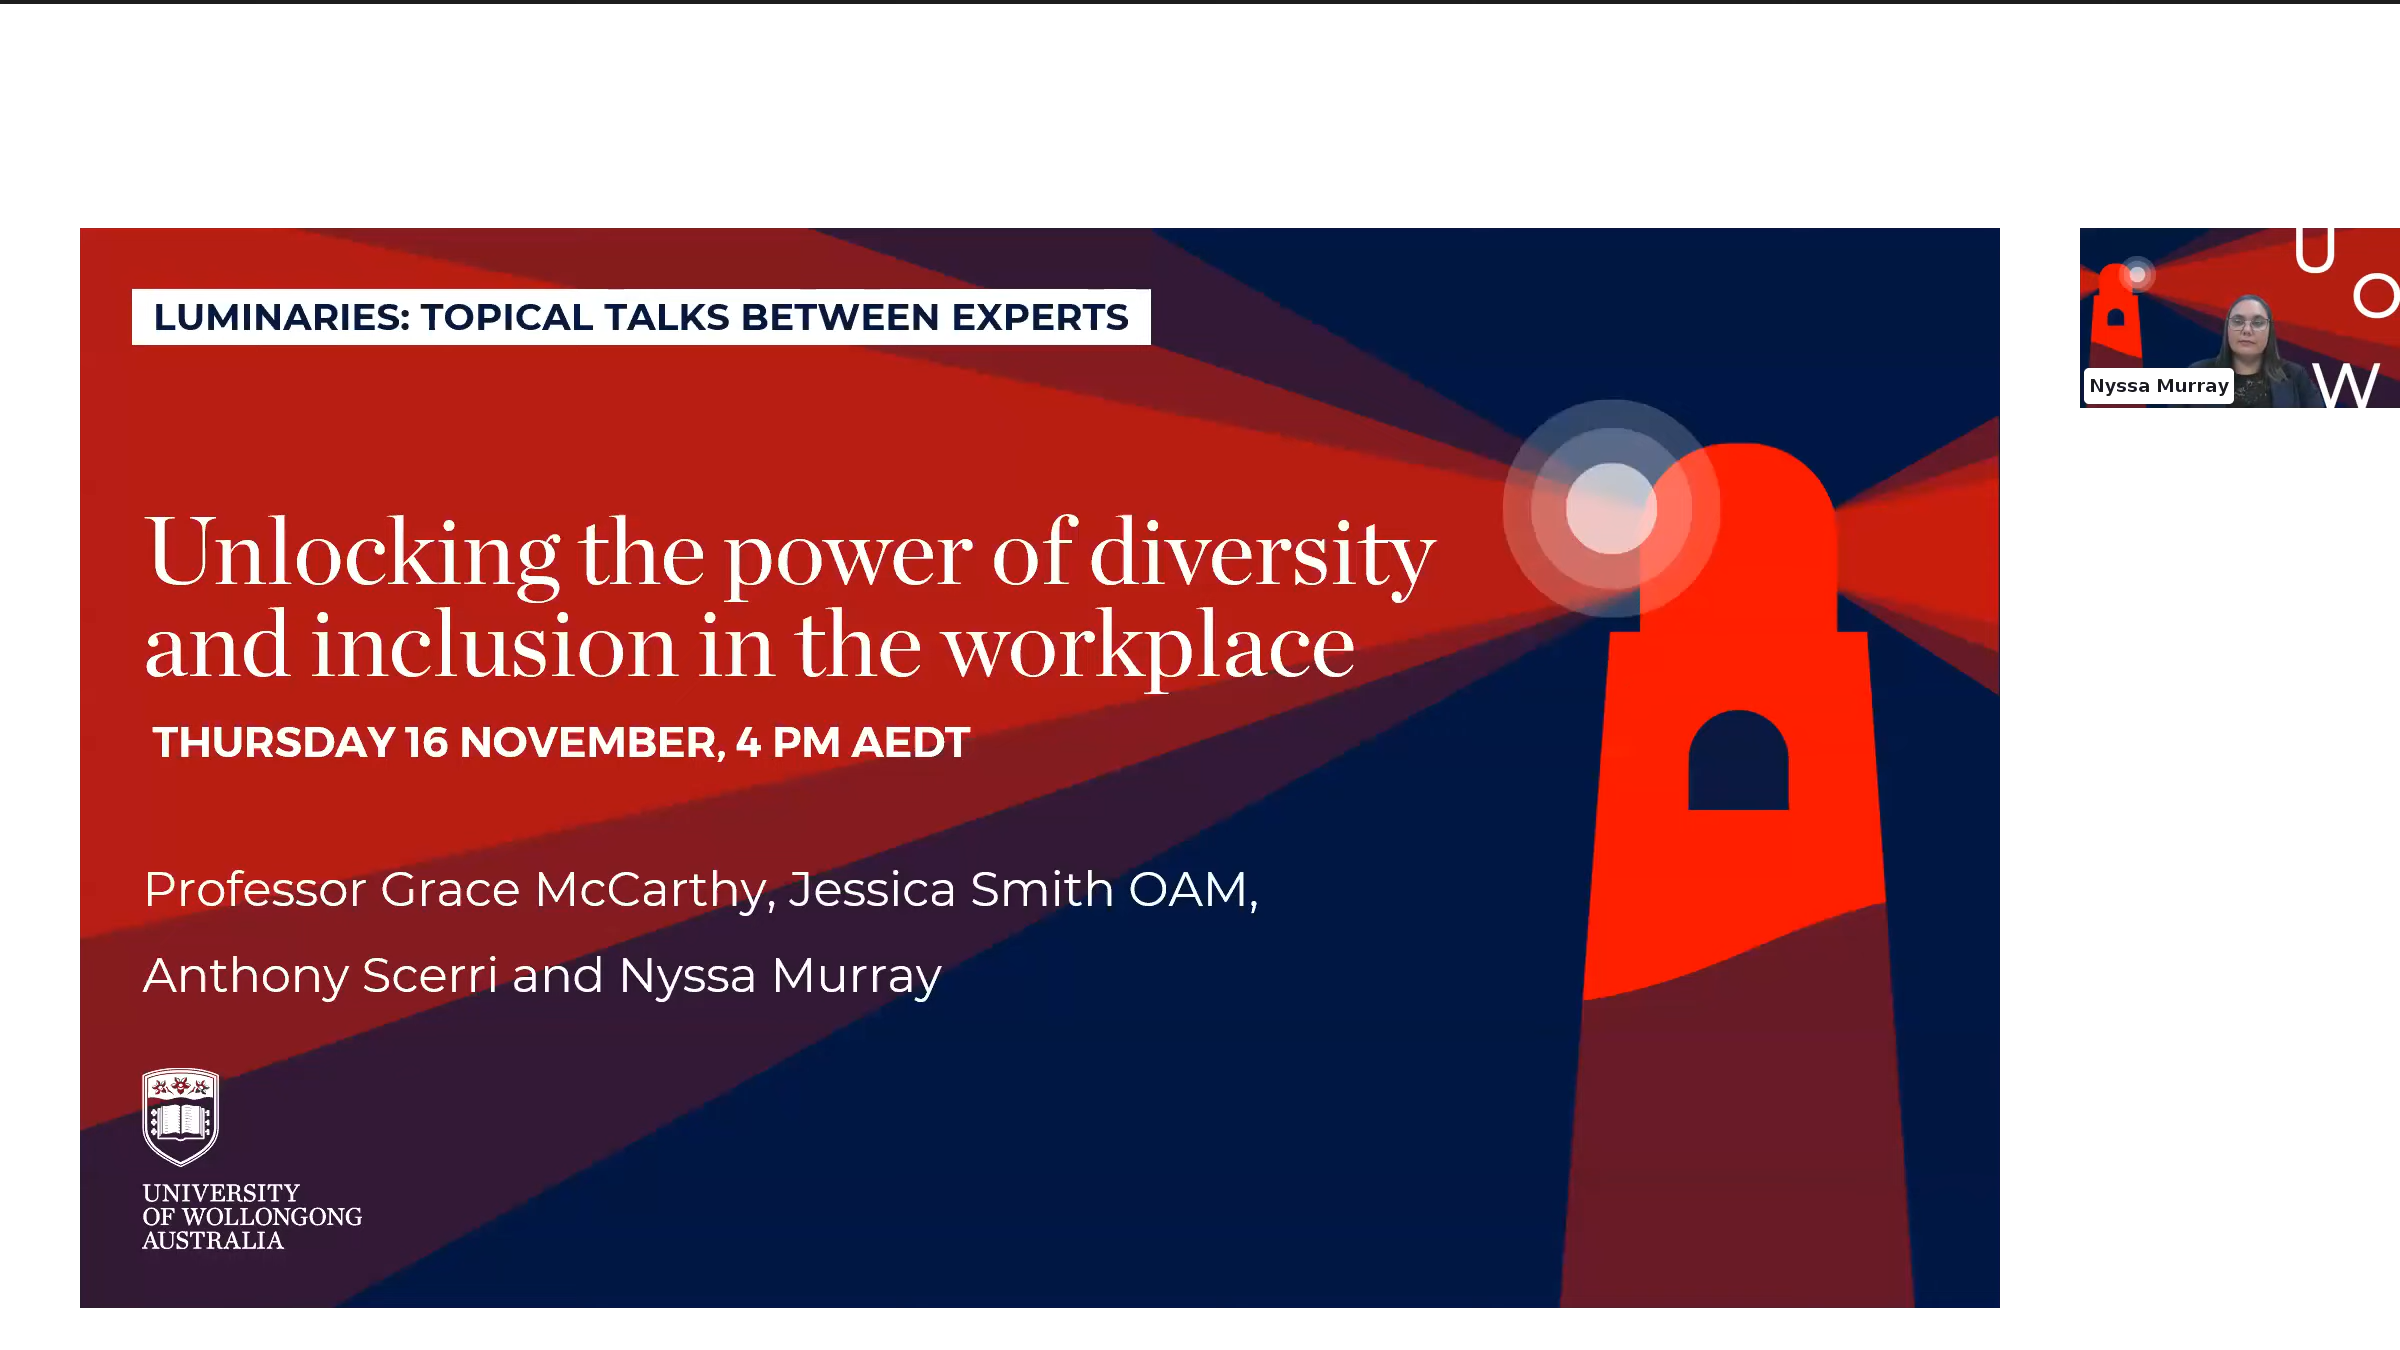 LUMINARIES: TOPICAL TALKS BETWEEN EXPERTS
Unlocking the power of diversity
and inclusion in the workplace
THURSDAY 16 NOVEMBER, 4 PM AEDT
Professor Grace McCarthy, Jessica Smith OAM,
Anthony Scerri and Nyssa Murray
UNIVERSITY
OF WOLLONGONG
AUSTRALIA
U
O
W
Nyssa Murray